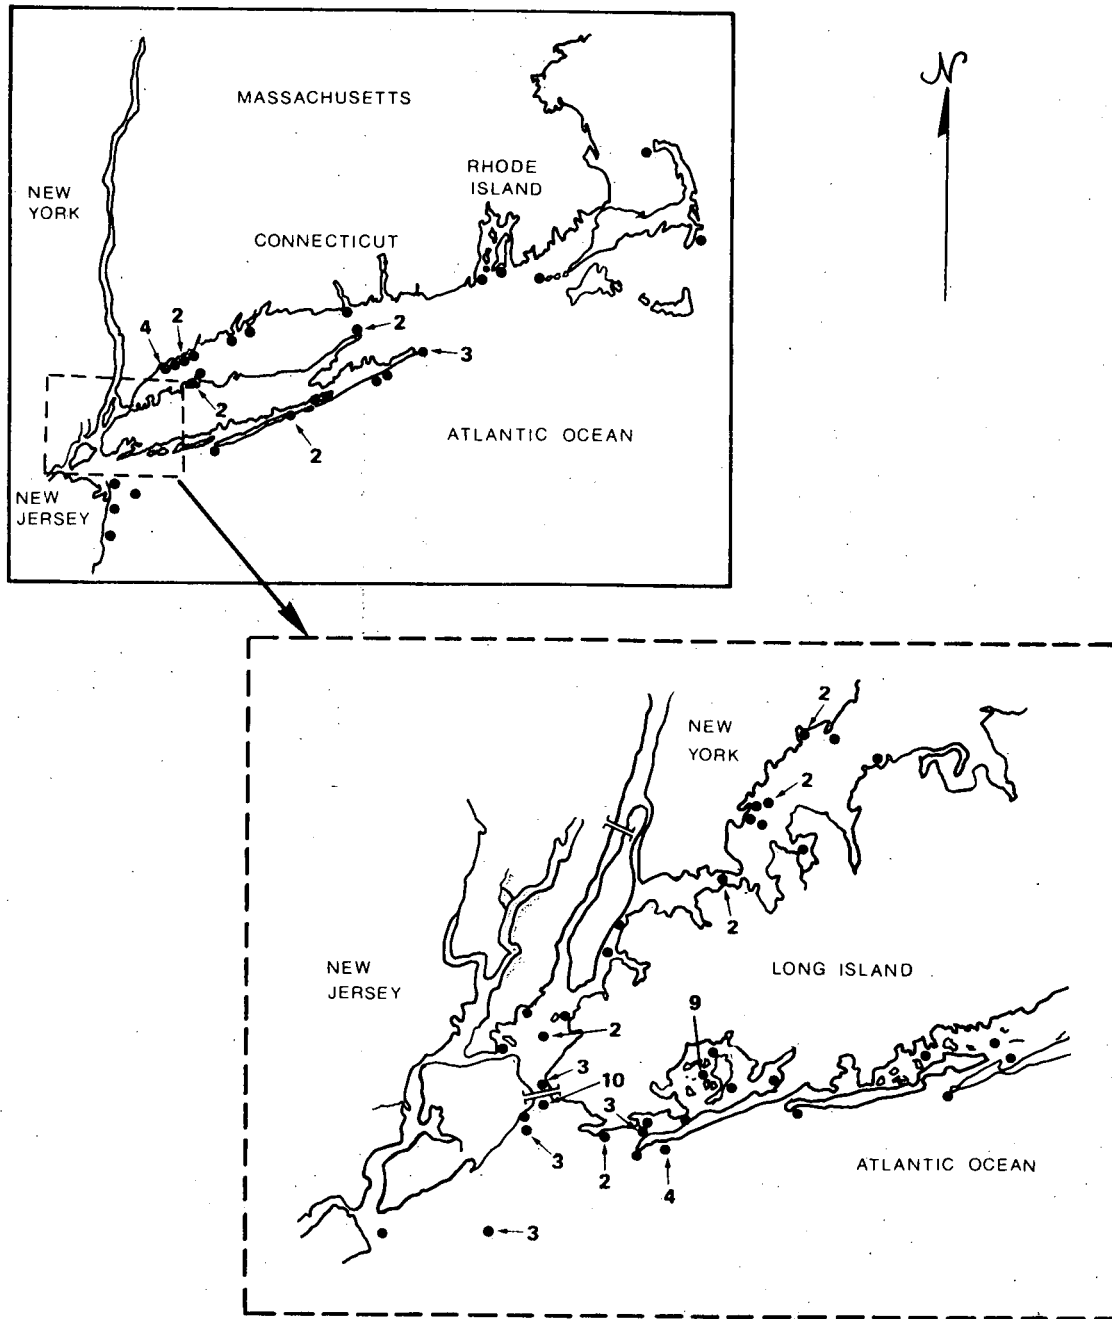 N
MASSACHUSETTS
RHODE
ISLAND
NEW
YORK
CONNECTICUT
2
4
2
3
2
ATLANTIC OCEAN
2
NEW
JERSEY
2
NEW
YORK
2
2
NEW
JERSEY
LONG ISLAND
9
2
3
10
3
3
2
4
ATLANTIC OCEAN
3